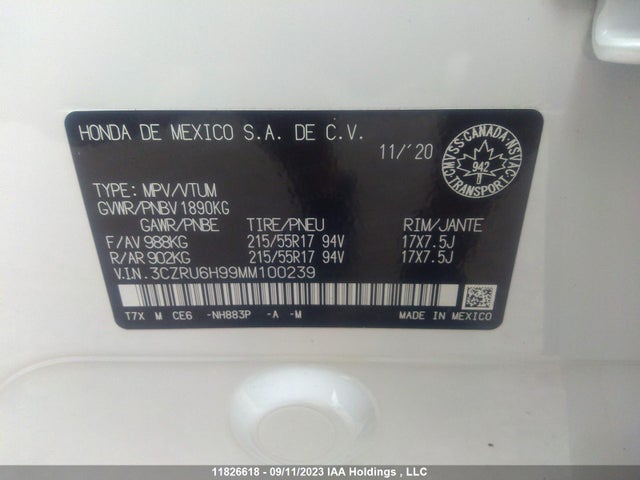 HONDA DE MEXICO S.A. DE C.V.
11/'20
CMVSS-CANADA-NSVAC
942
TRANSPORT
TYPE: MPV/VTUM
GVWR/PNBV 1890KG
GAWR/PNBE TIRE/PNEU RIM/JANTE
F/AV 988KG 215/55R17 94V 17X7.5J
R/AR 902KG 215/55R17 94V 17X7.5J
V.I.N. 3CZRU6H99MM100239
T7X M CE6 -NH883P -A -M MADE IN MEXICO
11826618 - 09/11/2023 IAA Holdings , LLC